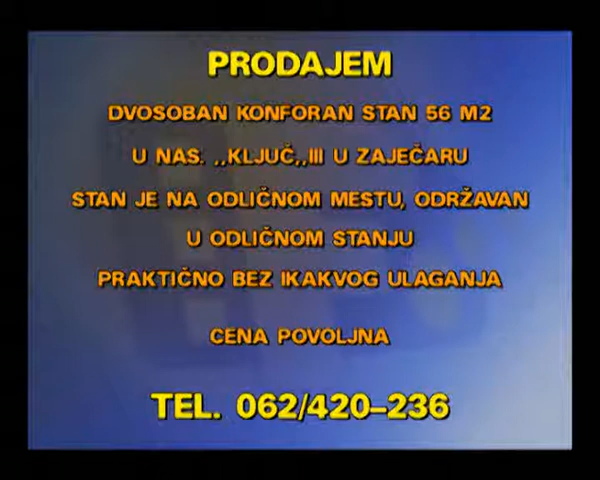 PRODAJEM
DVOSOBAN KONFORAN STAN 56 M2
U NAS. ,,KLJUČ,,III U ZAJEČARU
STAN JE NA ODLIČNOM MESTU, ODRŽAVAN
U ODLIČNOM STANJU
PRAKTIČNO BEZ IKAKVOG ULAGANJA
CENA POVOLJNA
TEL. 062/420-236